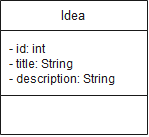 Idea
- id: int
- title: String
- description: String